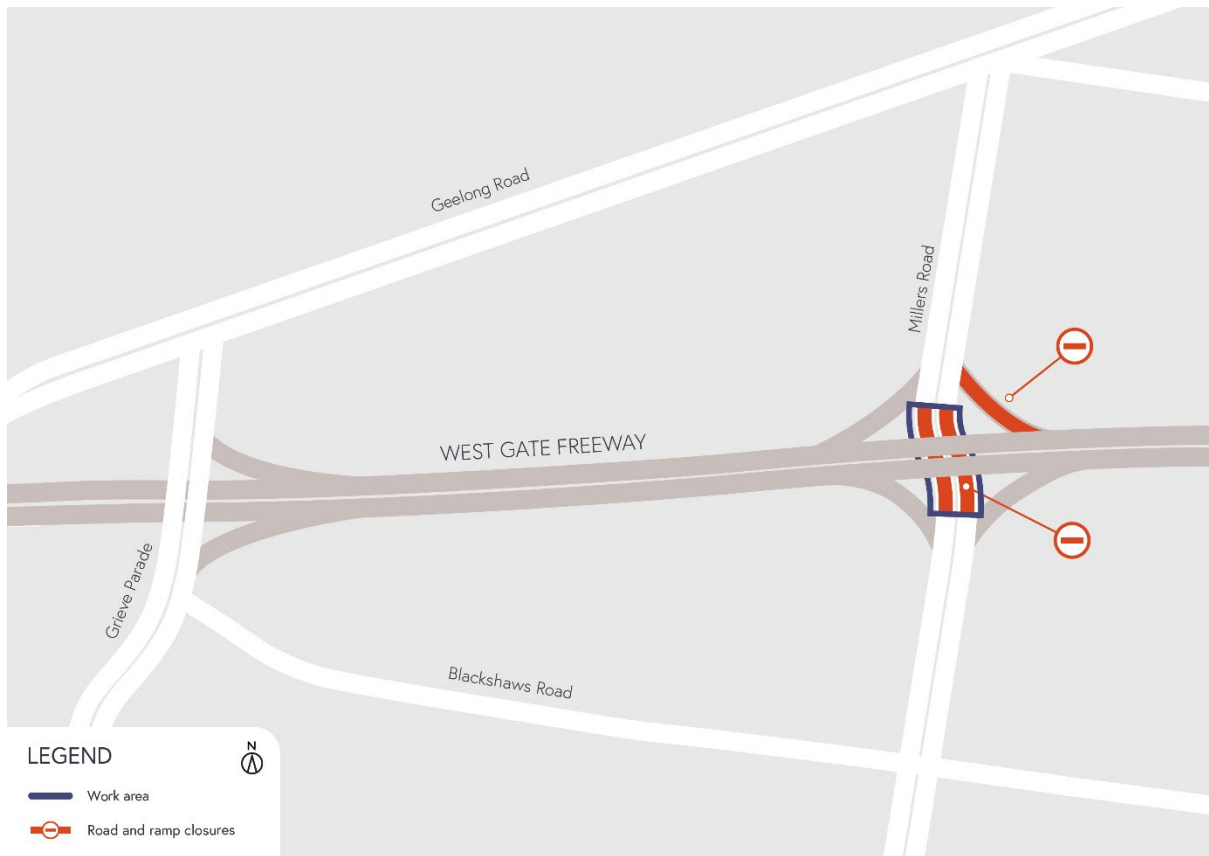 Geelong Road
Millers Road
WEST GATE FREEWAY
Grieve Parade
Blackshaws Road
LEGEND
N
Work area
Road and ramp closures